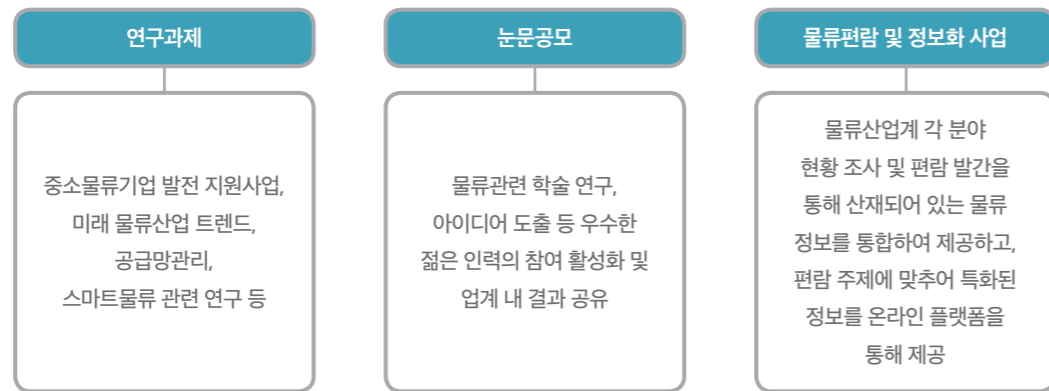 연구과제
중소물류기업 발전 지원사업,
미래 물류산업 트렌드,
공급망관리,
스마트물류 관련 연구 등
눈문공모
물류관련 학술 연구,
아이디어 도출 등 우수한
젊은 인력의 참여 활성화 및
업계 내 결과 공유
물류편람 및 정보화 사업
물류산업계 각 분야
현황 조사 및 편람 발간을
통해 산재되어 있는 물류
정보를 통합하여 제공하고,
편람 주제에 맞추어 특화된
정보를 온라인 플랫폼을
통해 제공